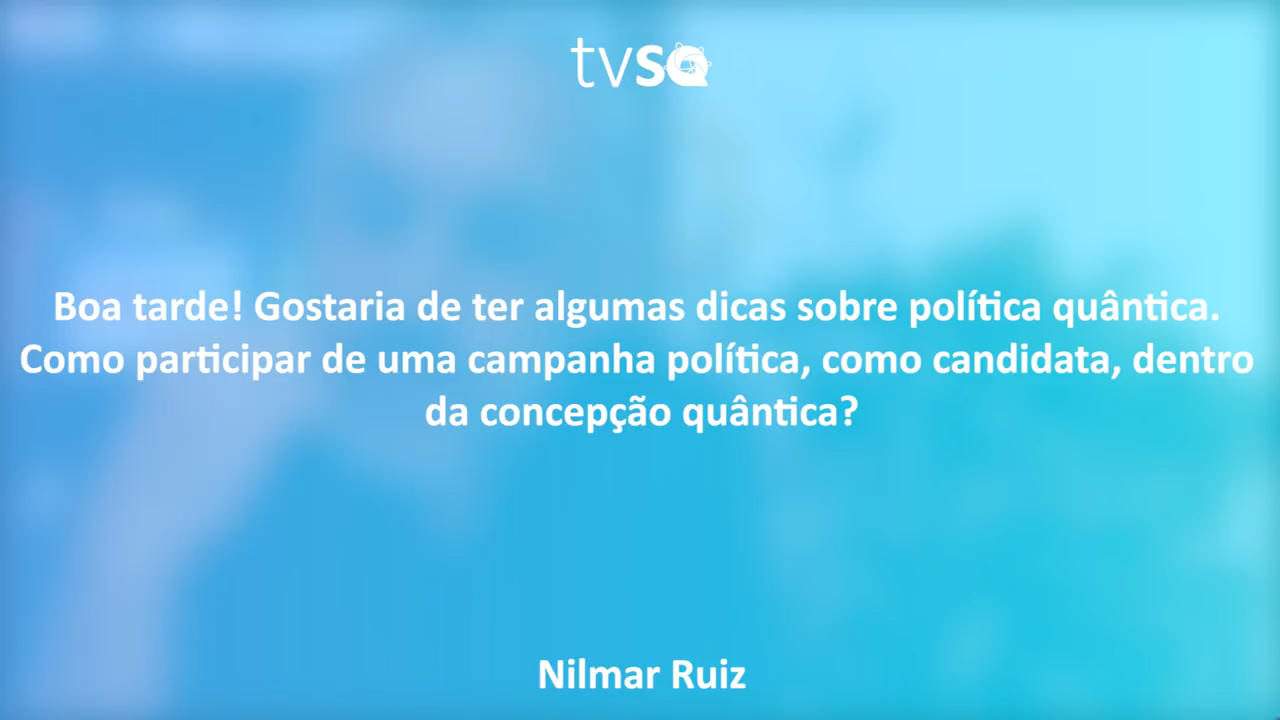 tvSQ
Boa tarde! Gostaria de ter algumas dicas sobre política quântica.
Como participar de uma campanha política, como candidata, dentro
da concepção quântica?
Nilmar Ruiz